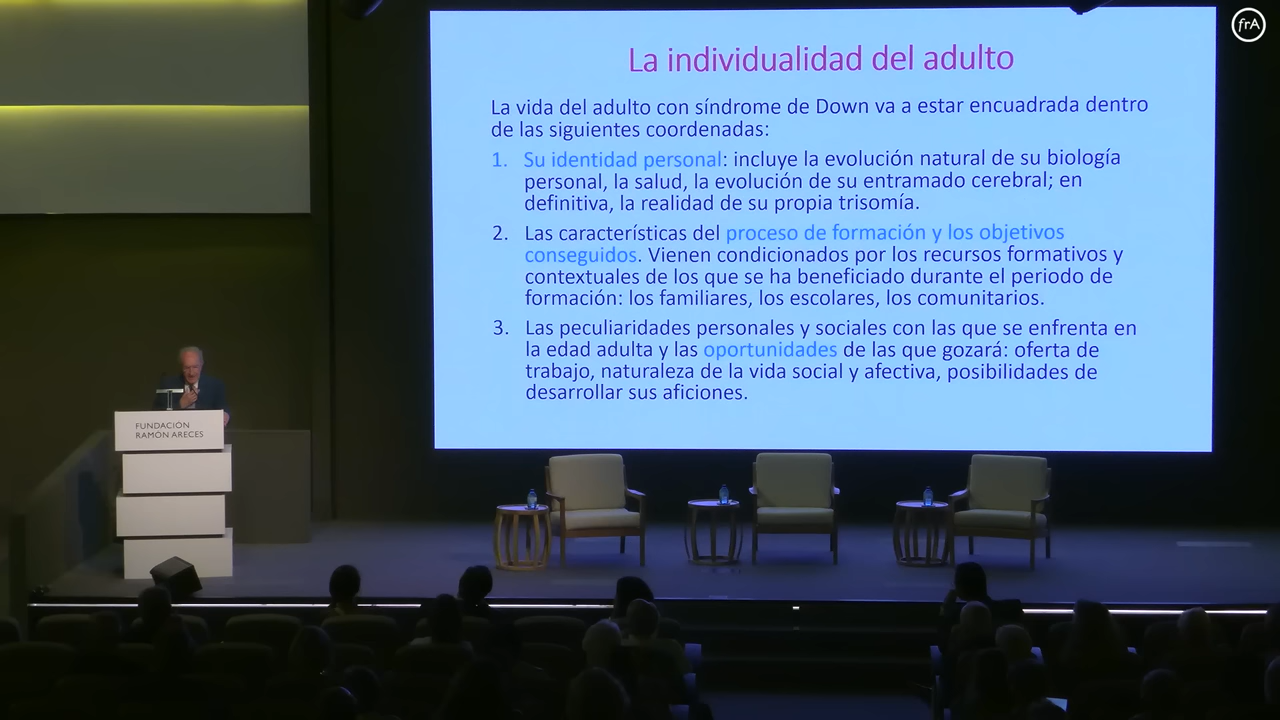 frA
La individualidad del adulto
La vida del adulto con síndrome de Down va a estar encuadrada dentro
de las siguientes coordenadas:
1. Su identidad personal: incluye la evolución natural de su biología
personal, la salud, la evolución de su entramado cerebral; en
definitiva, la realidad de su propia trisomía.
2. Las características del proceso de formación y los objetivos
conseguidos. Vienen condicionados por los recursos formativos y
contextuales de los que se ha beneficiado durante el periodo de
formación: los familiares, los escolares, los comunitarios.
3. Las peculiaridades personales y sociales con las que se enfrenta en
la edad adulta y las oportunidades de las que gozará: oferta de
trabajo, naturaleza de la vida social y afectiva, posibilidades de
desarrollar sus aficiones.
FUNDACIÓN
RAMÓN ARECES